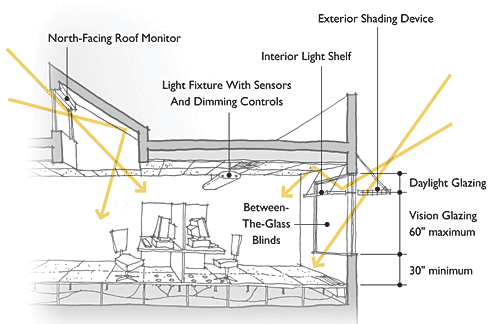 Exterior Shading Device
North-Facing Roof Monitor
Interior Light Shelf
Light Fixture With Sensors
And Dimming Controls
Daylight Glazing
Between-
The-Glass
Blinds
Vision Glazing
60" maximum
30" minimum